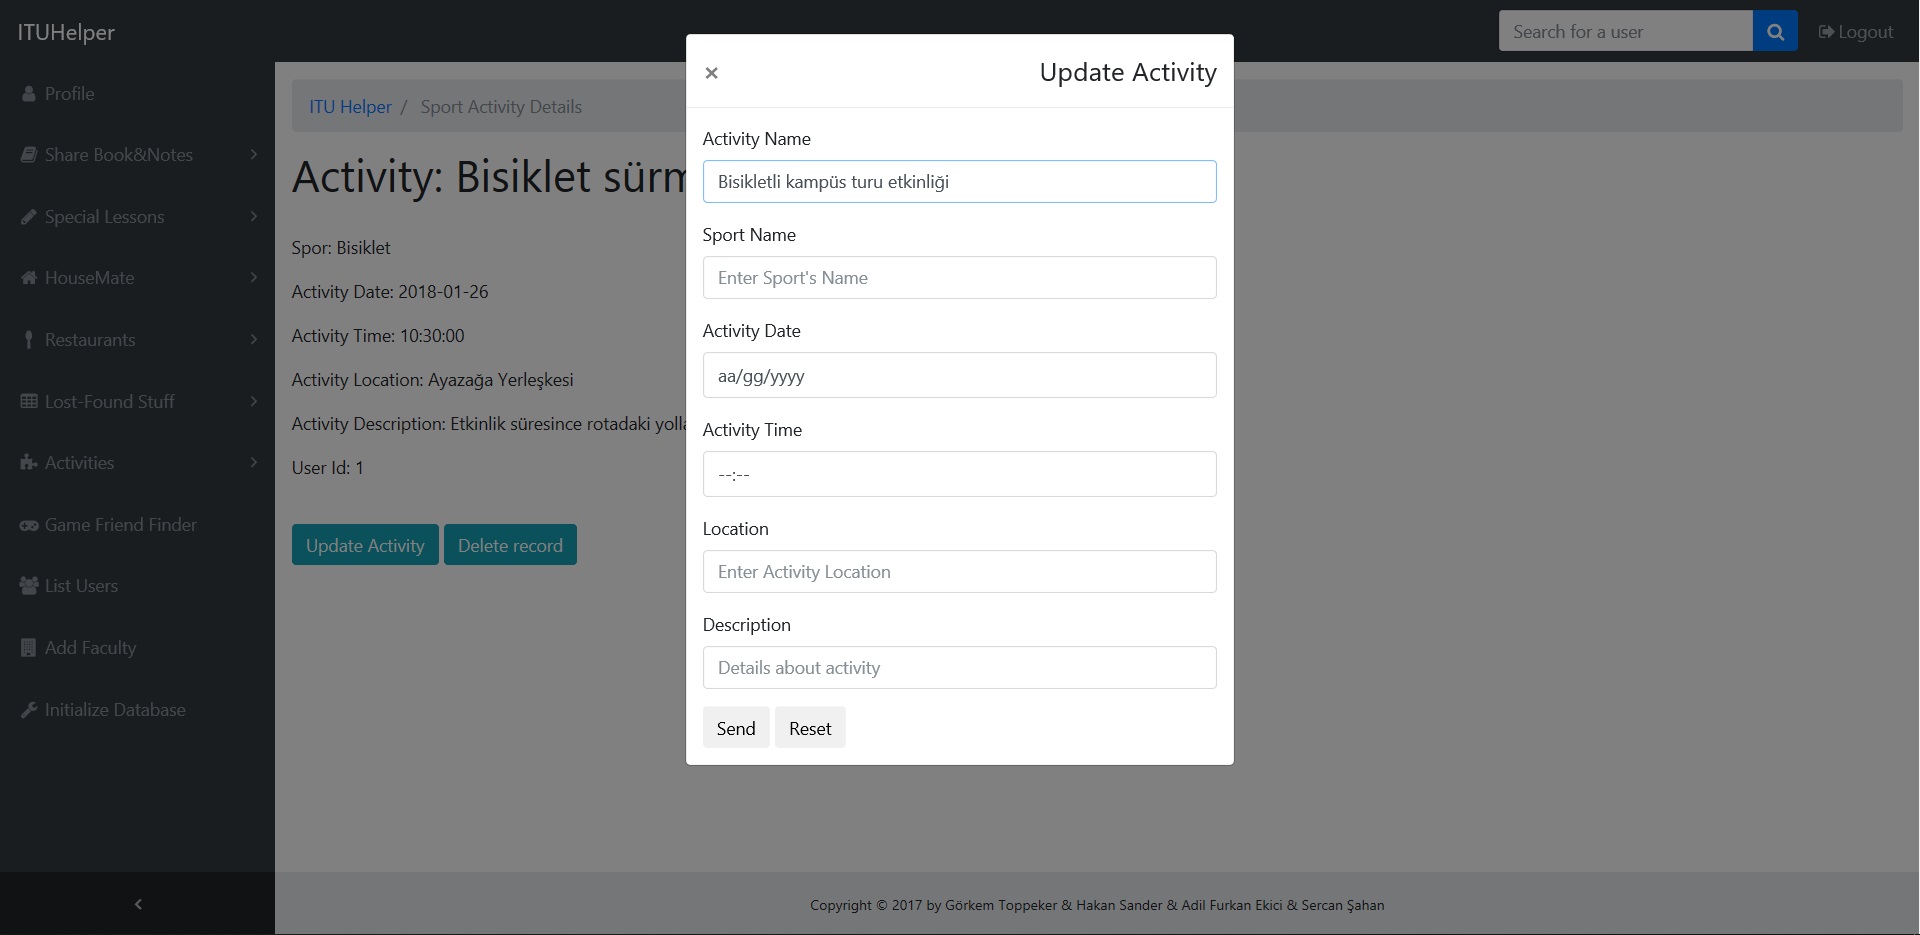 ITUHelper
Search for a user
Logout
Profile
Share Book&Notes
Special Lessons
HouseMate
Restaurants
Lost-Found Stuff
Activities
Game Friend Finder
List Users
Add Faculty
Initialize Database
ITU Helper / Sport Activity Details
Activity: Bisiklet
Spor: Bisiklet
Activity Date: 2018-01-26
Activity Time: 10:30:00
Activity Location: Ayazağa Yerleşkesi
Activity Description: Etkinlik süresince rotadaki
User Id: 1
Update Activity Delete record
× Update Activity
Activity Name
Bisikletli kampüs turu etkinliği
Sport Name
Enter Sport's Name
Activity Date
aa/gg/yyyy
Activity Time
--:--
Location
Enter Activity Location
Description
Details about activity
Send Reset
Copyright © 2017 by Görkem Toppeker & Hakan Sander & Adil Furkan Ekici & Sercan Şahan